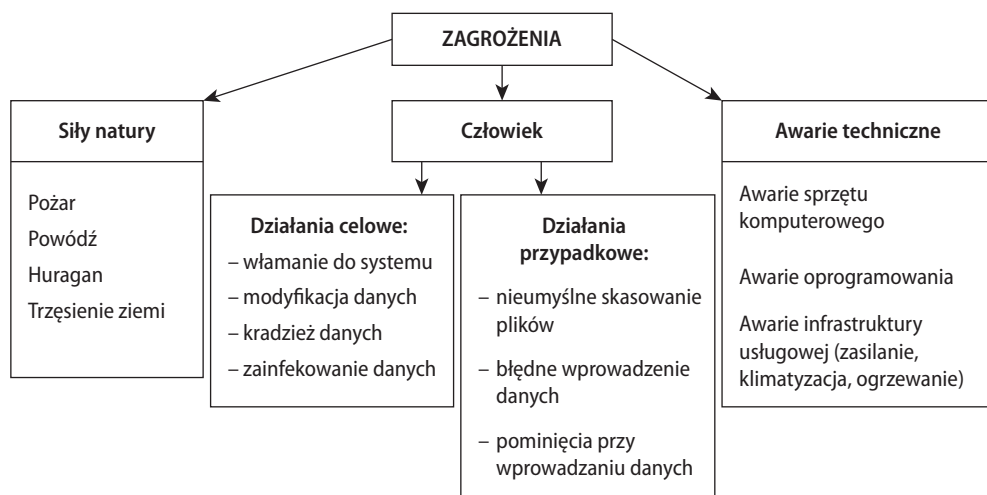 ZAGROŻENIA
Siły natury
Pożar
Powódź
Huragan
Trzęsienie ziemi
Człowiek
Działania celowe:
– włamanie do systemu
– modyfikacja danych
– kradzież danych
– zainfekowanie danych
Działania
przypadkowe:
– nieumyślne skasowanie
plików
– błędne wprowadzenie
danych
– pominięcia przy
wprowadzaniu danych
Awarie techniczne
Awarie sprzętu
komputerowego
Awarie oprogramowania
Awarie infrastruktury
usługowej (zasilanie,
klimatyzacja, ogrzewanie)